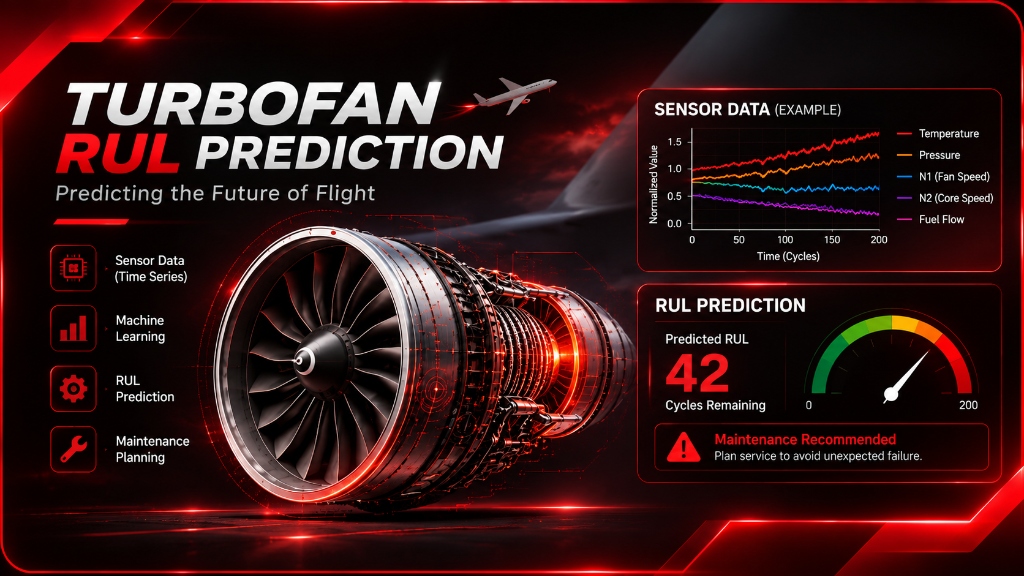 TURBOFAN
RUL PREDICTION
Predicting the Future of Flight
Sensor Data
(Time Series)
Machine
Learning
RUL
Prediction
Maintenance
Planning
SENSOR DATA (EXAMPLE)
Normalized Value
1.5
1.0
0.5
0.0
0 50 100 150 200
Time (Cycles)
Temperature
Pressure
N1 (Fan Speed)
N2 (Core Speed)
Fuel Flow
RUL PREDICTION
Predicted RUL
42
Cycles Remaining
0 200
Maintenance Recommended
Plan service to avoid unexpected failure.